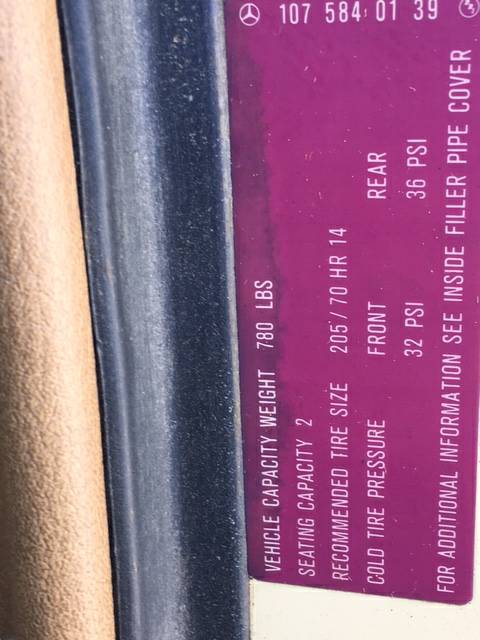 107 584 01 39
VEHICLE CAPACITY WEIGHT 780 LBS
SEATING CAPACITY 2
RECOMMENDED TIRE SIZE 205 / 70 HR 14
COLD TIRE PRESSURE FRONT REAR
32 PSI 36 PSI
FOR ADDITIONAL INFORMATION SEE INSIDE FILLER PIPE COVER